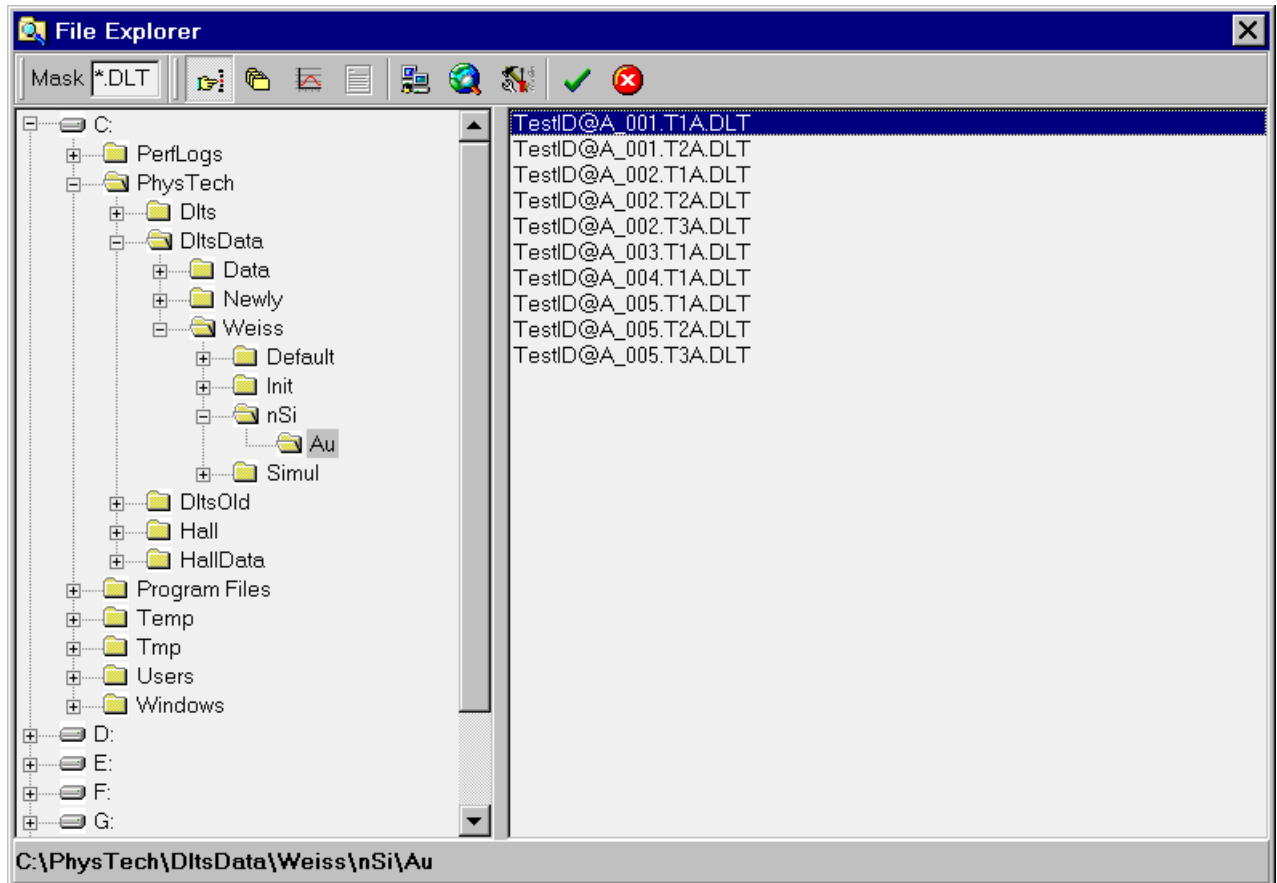 File Explorer
Mask *.DLT
C:
PerfLogs
PhysTech
Dlts
DltsData
Data
Newly
Weiss
Default
Init
nSi
Au
Simul
DltsOld
Hall
HallData
Program Files
Temp
Tmp
Users
Windows
D:
E:
F:
G:
TestID@A_001.T1A.DLT
TestID@A_001.T2A.DLT
TestID@A_002.T1A.DLT
TestID@A_002.T2A.DLT
TestID@A_002.T3A.DLT
TestID@A_003.T1A.DLT
TestID@A_004.T1A.DLT
TestID@A_005.T1A.DLT
TestID@A_005.T2A.DLT
TestID@A_005.T3A.DLT
C:\PhysTech\DltsData\Weiss\nSi\Au